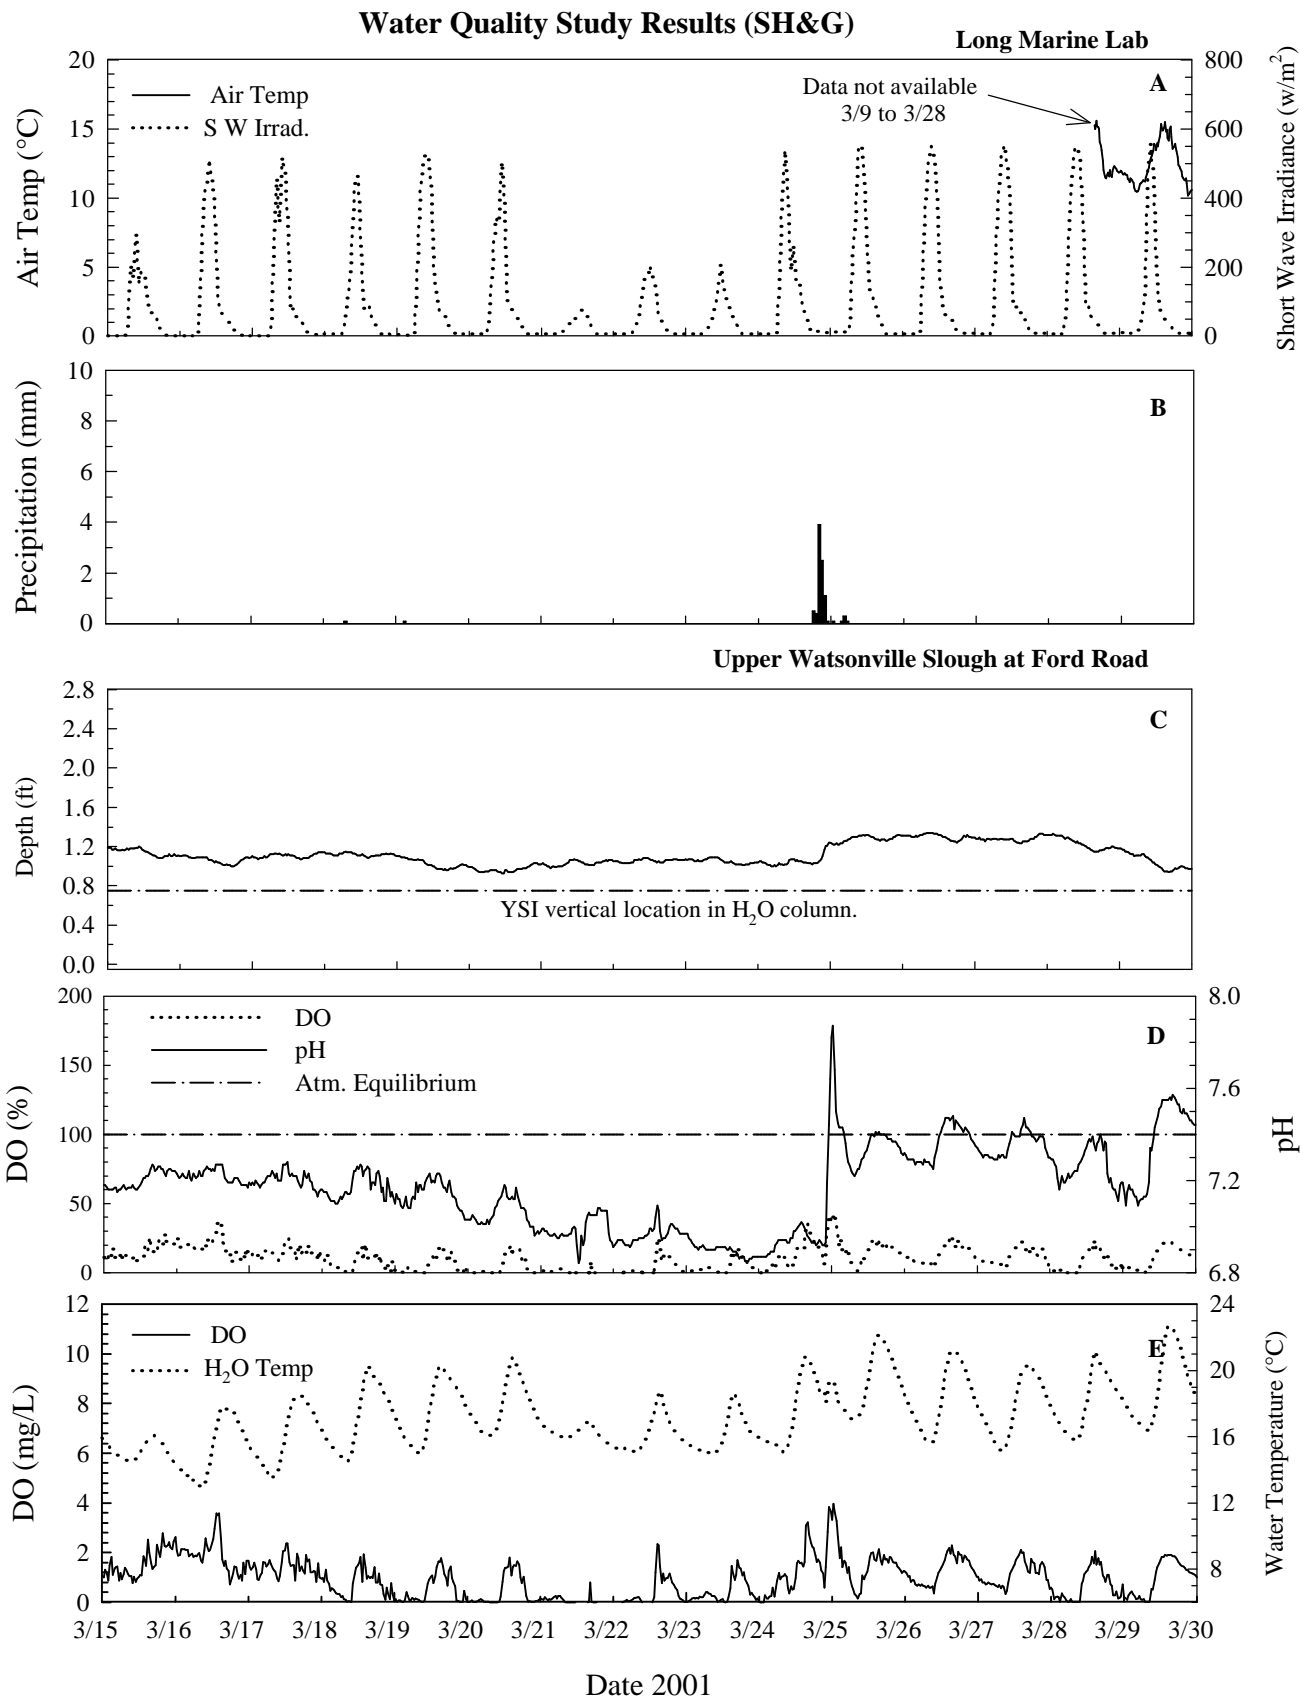 Water Quality Study Results (SH&G)
Long Marine Lab
20
15
10
5
0
Air Temp (°C)
Air Temp
S W Irrad.
Data not available
3/9 to 3/28
A
800
600
400
200
0
Short Wave Irradiance (w/m²)
10
8
6
4
2
0
Precipitation (mm)
B
Upper Watsonville Slough at Ford Road
2.8
2.4
2.0
1.6
1.2
0.8
0.4
0.0
Depth (ft)
C
YSI vertical location in H₂O column.
200
150
100
50
0
DO (%)
DO
pH
Atm. Equilibrium
D
8.0
7.6
7.2
6.8
pH
12
10
8
6
4
2
0
DO (mg/L)
DO
H₂O Temp
E
24
20
16
12
8
Water Temperature (°C)
3/15 3/16 3/17 3/18 3/19 3/20 3/21 3/22 3/23 3/24 3/25 3/26 3/27 3/28 3/29 3/30
Date 2001